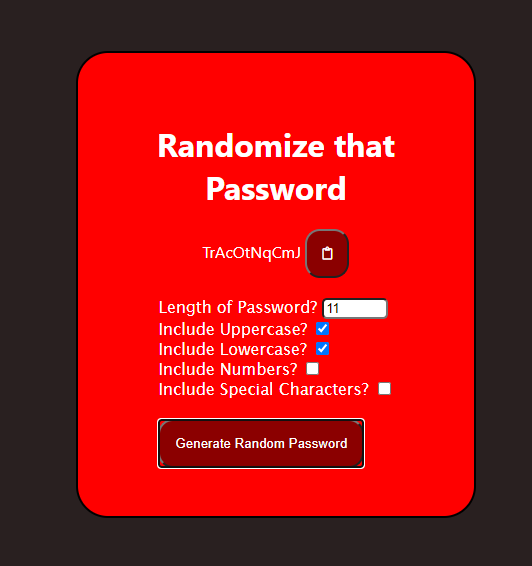 Randomize that
Password
TrAcOtNqCmJ
Length of Password? 11
Include Uppercase?
Include Lowercase?
Include Numbers?
Include Special Characters?
Generate Random Password